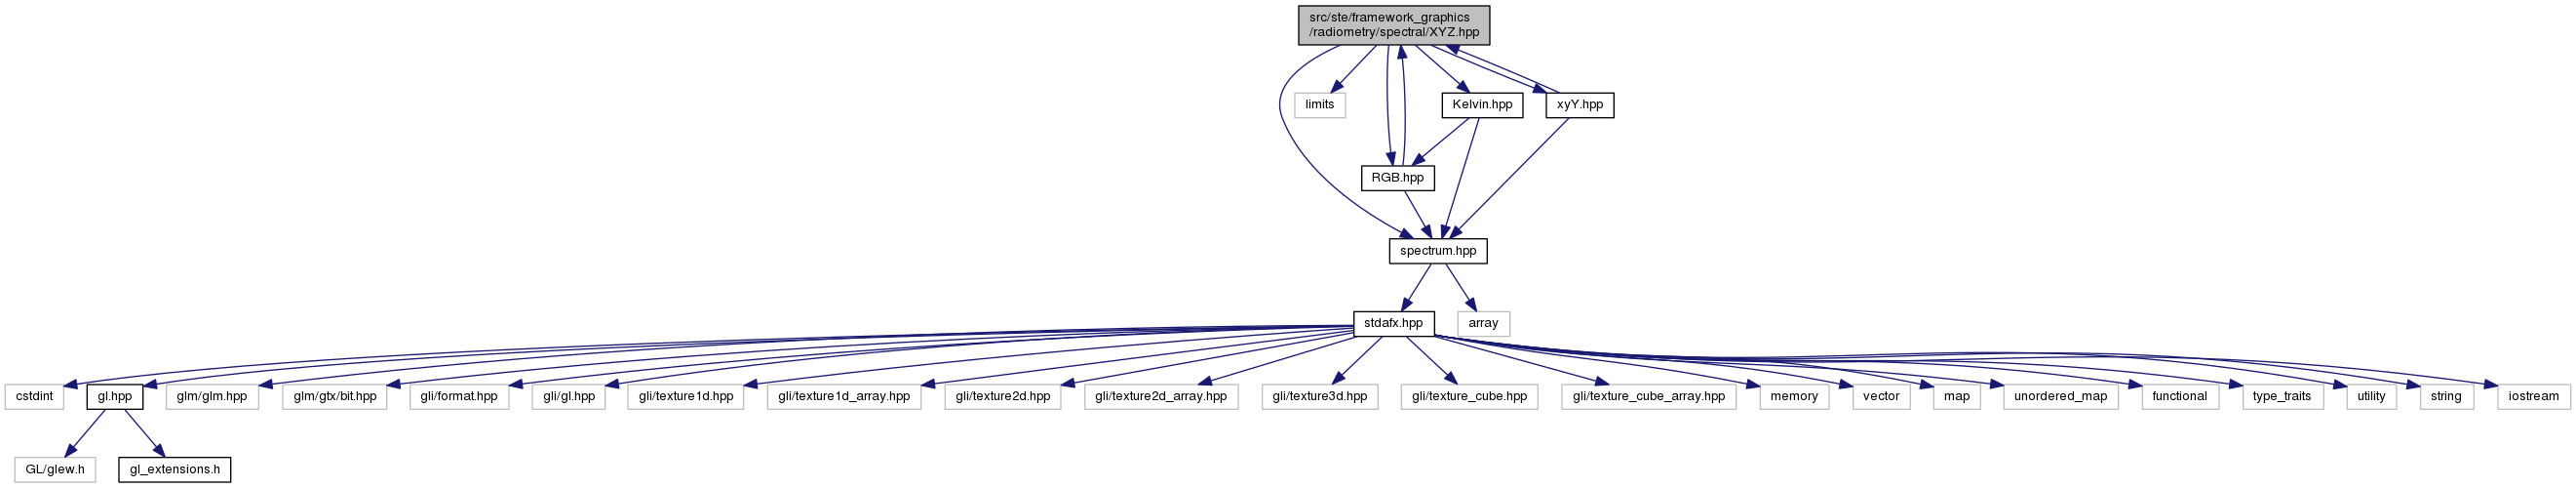 src/ste/framework_graphics
/radiometry/spectral/XYZ.hpp
limits
Kelvin.hpp
xyY.hpp
RGB.hpp
spectrum.hpp
stdafx.hpp
array
cstdint
gl.hpp
glm/glm.hpp
glm/gtx/bit.hpp
gli/format.hpp
gli/gl.hpp
gli/texture1d.hpp
gli/texture1d_array.hpp
gli/texture2d.hpp
gli/texture2d_array.hpp
gli/texture3d.hpp
gli/texture_cube.hpp
gli/texture_cube_array.hpp
memory
vector
map
unordered_map
functional
type_traits
utility
string
iostream
GL/glew.h
gl_extensions.h